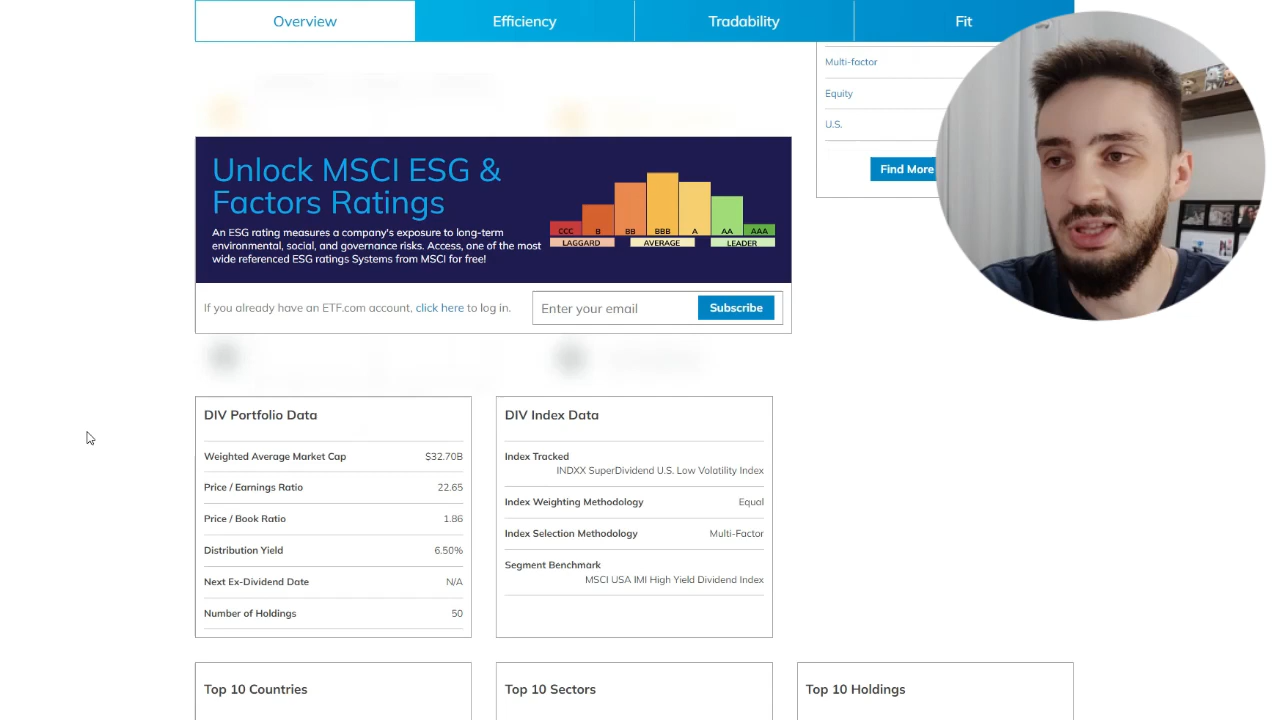 Overview
Efficiency
Tradability
Fit
Multi-factor
Equity
U.S.
Find More
Unlock MSCI ESG &
Factors Ratings
An ESG rating measures a company's exposure to long-term
environmental, social, and governance risks. Access, one of the most
wide referenced ESG ratings Systems from MSCI for free!
CCC B BB BBB A AA AAA
LAGGARD AVERAGE LEADER
If you already have an ETF.com account, click here to log in.
Enter your email
Subscribe
DIV Portfolio Data
Weighted Average Market Cap $32.70B
Price / Earnings Ratio 22.65
Price / Book Ratio 1.86
Distribution Yield 6.50%
Next Ex-Dividend Date N/A
Number of Holdings 50
DIV Index Data
Index Tracked
INDXX SuperDividend U.S. Low Volatility Index
Index Weighting Methodology Equal
Index Selection Methodology Multi-Factor
Segment Benchmark
MSCI USA IMI High Yield Dividend Index
Top 10 Countries
Top 10 Sectors
Top 10 Holdings